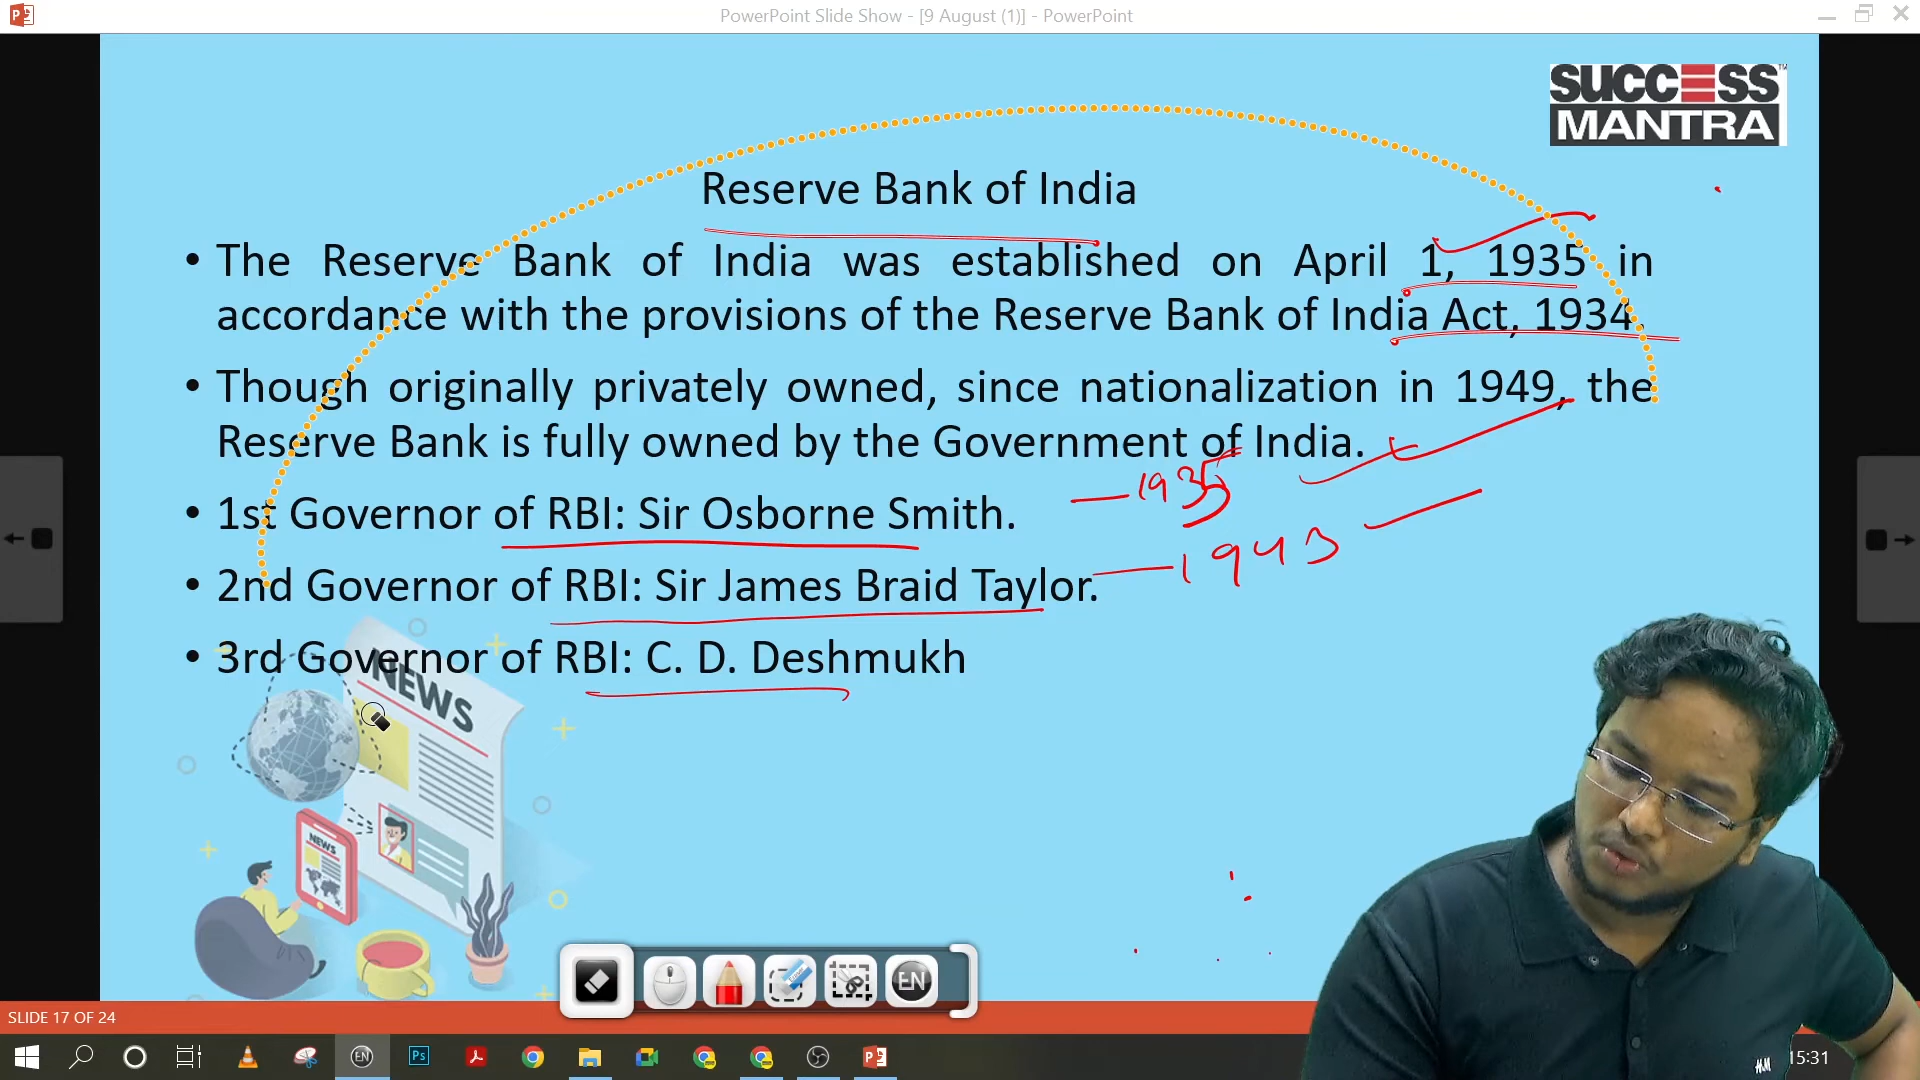 PowerPoint Slide Show - [9 August (1)] - PowerPoint
SUCCESS
MANTRA
Reserve Bank of India
• The Reserve Bank of India was established on April 1, 1935 in
accordance with the provisions of the Reserve Bank of India Act, 1934.
• Though originally privately owned, since nationalization in 1949, the
Reserve Bank is fully owned by the Government of India.
• 1st Governor of RBI: Sir Osborne Smith. — 1935
• 2nd Governor of RBI: Sir James Braid Taylor. — 1943
• 3rd Governor of RBI: C. D. Deshmukh
NEWS
NEWS
EN
SLIDE 17 OF 24
EN
Ps
15:31